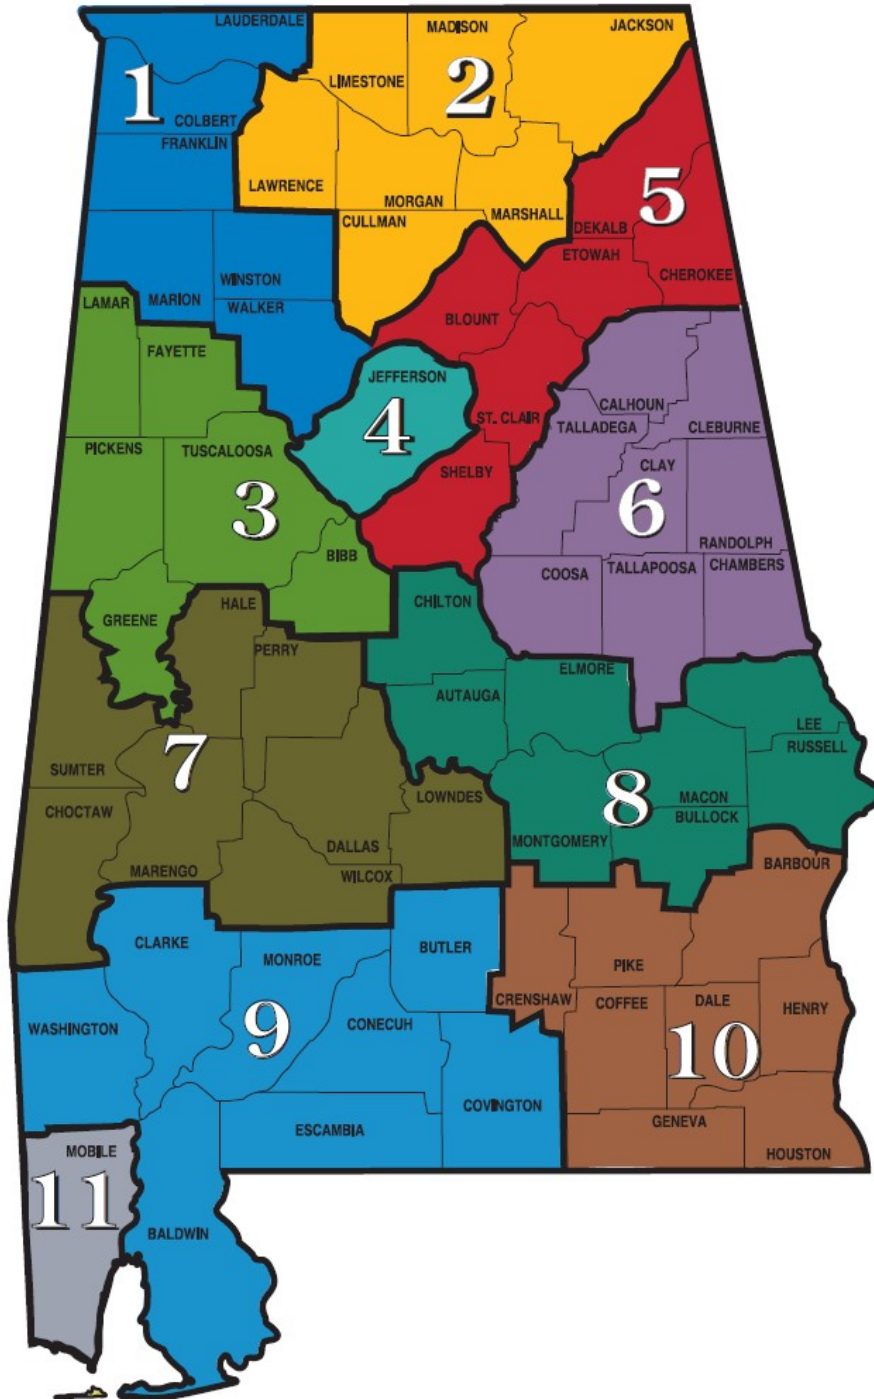 LAUDERDALE
MADISON
JACKSON
LIMESTONE
1
2
COLBERT
FRANKLIN
LAWRENCE
MORGAN
MARSHALL
CULLMAN
5
DEKALB
ETOWAH
CHEROKEE
WINSTON
MARION
WALKER
LAMAR
BLOUNT
FAYETTE
JEFFERSON
4
ST. CLAIR
CALHOUN
TALLADEGA
CLEBURNE
PICKENS
TUSCALOOSA
SHELBY
CLAY
3
6
BIBB
RANDOLPH
COOSA
TALLAPOOSA
CHAMBERS
GREENE
HALE
CHILTON
PERRY
ELMORE
AUTAUGA
LEE
RUSSELL
7
SUMTER
CHOCTAW
LOWNDES
8
MACON
BULLOCK
MONTGOMERY
DALLAS
MARENGO
WILCOX
BARBOUR
CLARKE
MONROE
BUTLER
PIKE
CRENSHAW
COFFEE
DALE
HENRY
WASHINGTON
9
CONECUH
10
COVINGTON
ESCAMBIA
GENEVA
HOUSTON
MOBILE
11
BALDWIN